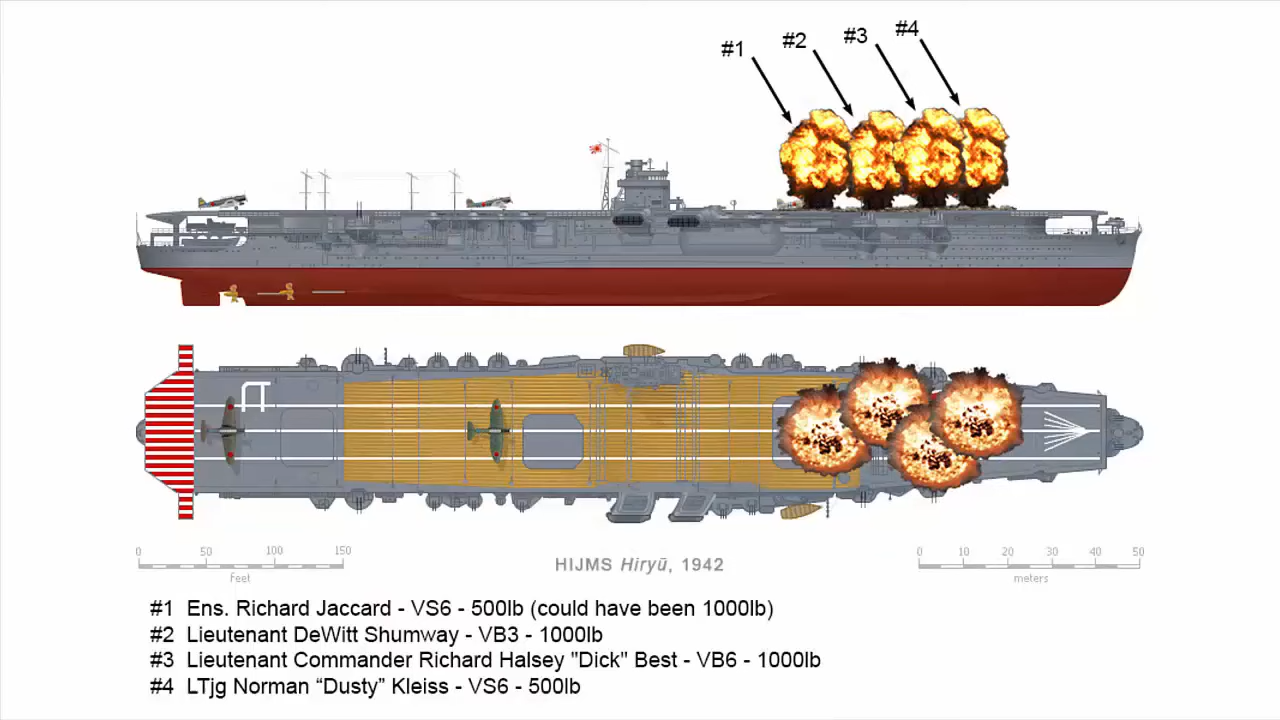 #1 #2 #3 #4
0 50 100 150
feet
HIJMS Hiryū, 1942
0 10 20 30 40 50
meters
#1 Ens. Richard Jaccard - VS6 - 500lb (could have been 1000lb)
#2 Lieutenant DeWitt Shumway - VB3 - 1000lb
#3 Lieutenant Commander Richard Halsey "Dick" Best - VB6 - 1000lb
#4 LTjg Norman “Dusty” Kleiss - VS6 - 500lb